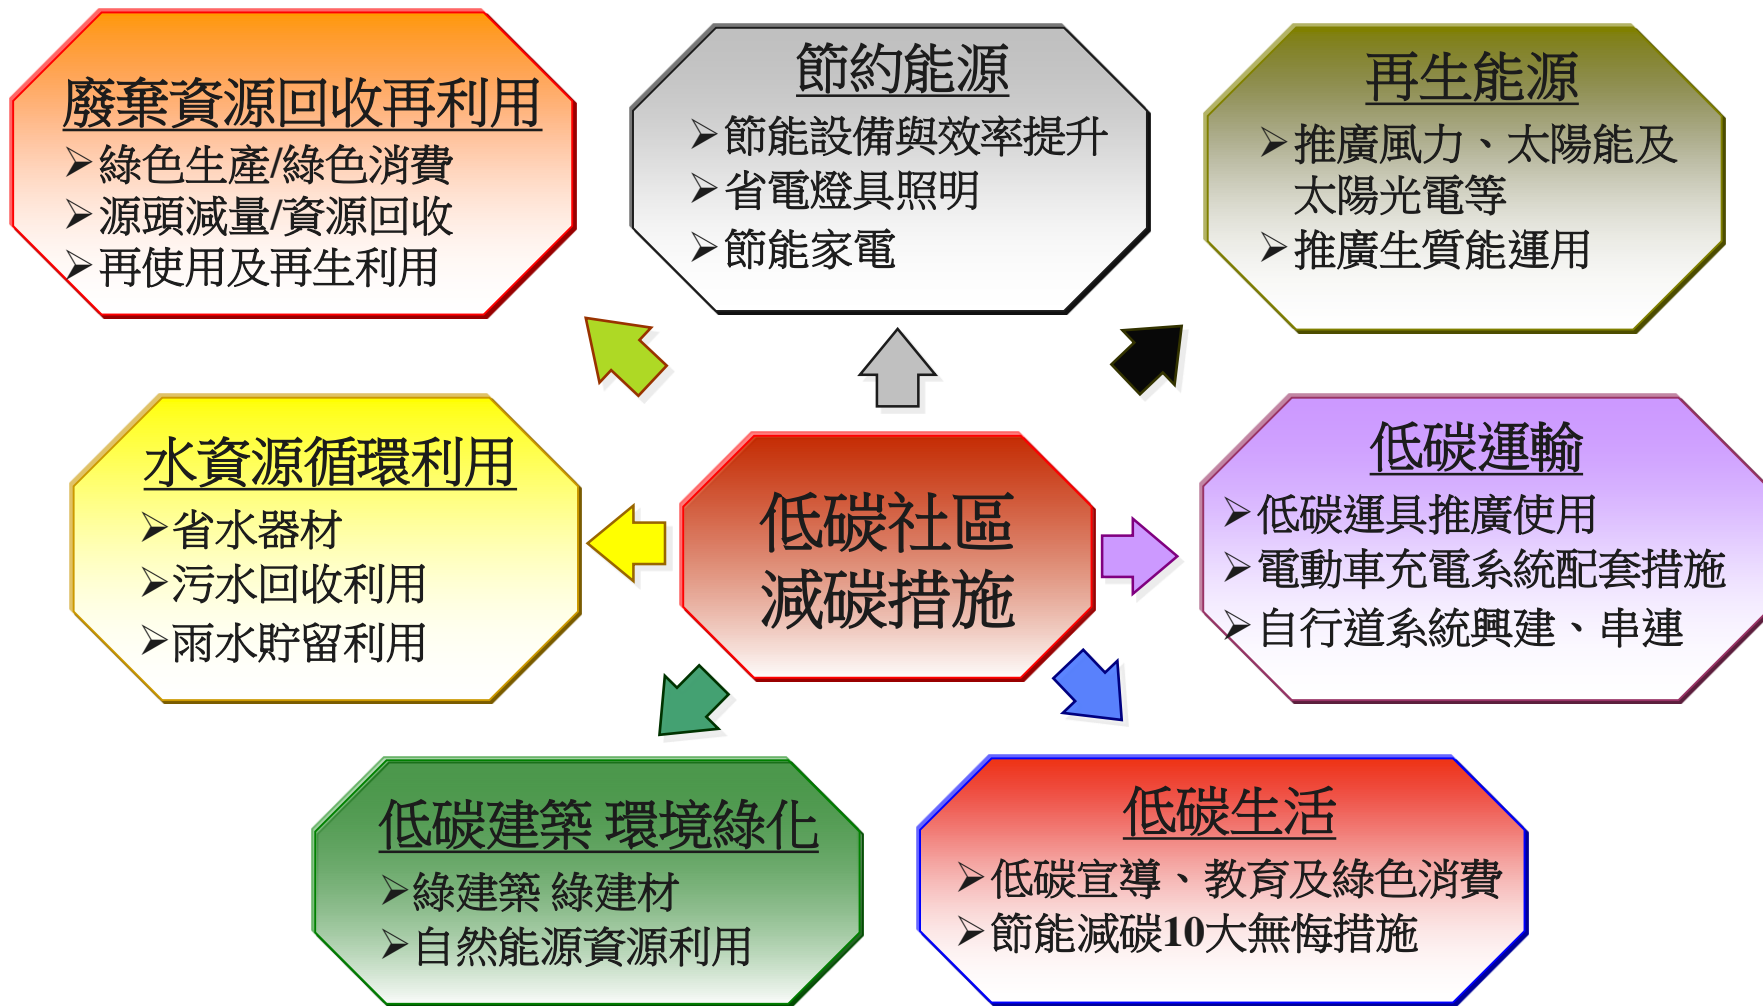 廢棄資源回收再利用
➢綠色生產/綠色消費
➢源頭減量/資源回收
➢再使用及再生利用
節約能源
➢節能設備與效率提升
➢省電燈具照明
➢節能家電
再生能源
➢推廣風力、太陽能及
太陽光電等
➢推廣生質能運用
水資源循環利用
➢省水器材
➢污水回收利用
➢雨水貯留利用
低碳社區
減碳措施
低碳運輸
➢低碳運具推廣使用
➢電動車充電系統配套措施
➢自行道系統興建、串連
低碳建築 環境綠化
➢綠建築 綠建材
➢自然能源資源利用
低碳生活
➢低碳宣導、教育及綠色消費
➢節能減碳10大無悔措施